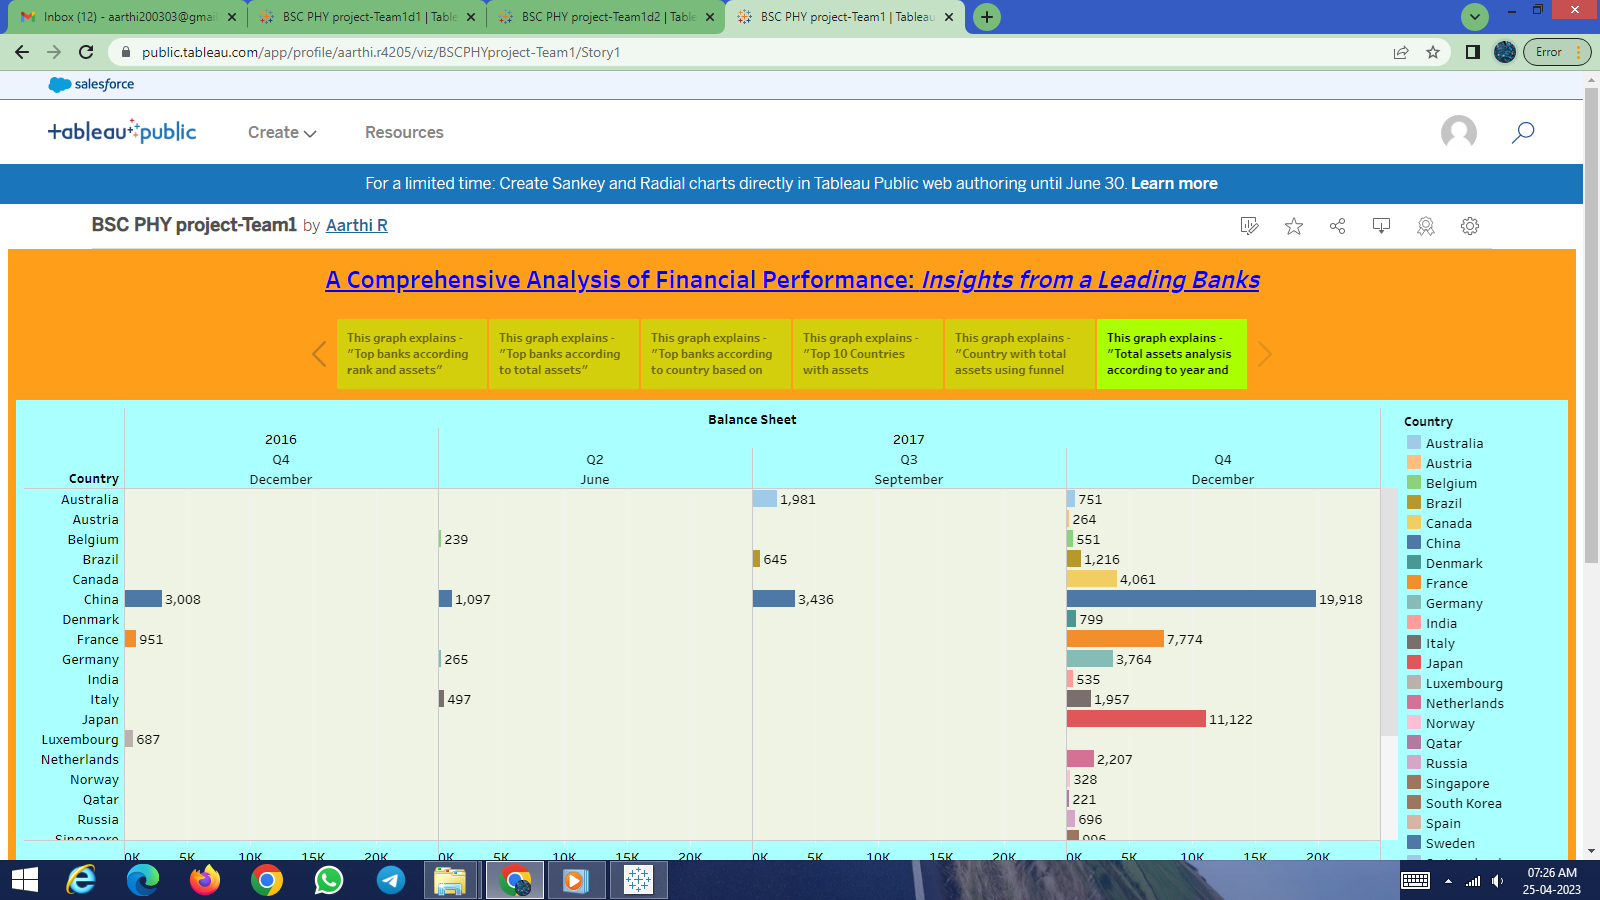 Inbox (12) - aarthi200303@gmai
BSC PHY project-Team1d1 | Table
BSC PHY project-Team1d2 | Table
BSC PHY project-Team1 | Tableau
public.tableau.com/app/profile/aarthi.r4205/viz/BSCPHYproject-Team1/Story1
Error
salesforce
tableau public
Create
Resources
For a limited time: Create Sankey and Radial charts directly in Tableau Public web authoring until June 30. Learn more
BSC PHY project-Team1 by Aarthi R
A Comprehensive Analysis of Financial Performance: Insights from a Leading Banks
This graph explains -
"Top banks according
rank and assets"
This graph explains -
"Top banks according
to total assets"
This graph explains -
"Top banks according
to country based on
This graph explains -
"Top 10 Countries
with assets
This graph explains -
"Country with total
assets using funnel
This graph explains -
"Total assets analysis
according to year and
Balance Sheet
2016
2017
Q4
Q2
Q3
Q4
Country
December
June
September
December
Australia 1,981 751
Austria 264
Belgium 239 551
Brazil 645 1,216
Canada 4,061
China 3,008 1,097 3,436 19,918
Denmark 799
France 951 7,774
Germany 265 3,764
India 535
Italy 497 1,957
Japan 11,122
Luxembourg 687
Netherlands 2,207
Norway 328
Qatar 221
Russia 696
Singapore 996
0K 5K 10K 15K 20K 0K 5K 10K 15K 20K 0K 5K 10K 15K 20K 0K 5K 10K 15K 20K
Country
Australia
Austria
Belgium
Brazil
Canada
China
Denmark
France
Germany
India
Italy
Japan
Luxembourg
Netherlands
Norway
Qatar
Russia
Singapore
South Korea
Spain
Sweden
07:26 AM
25-04-2023